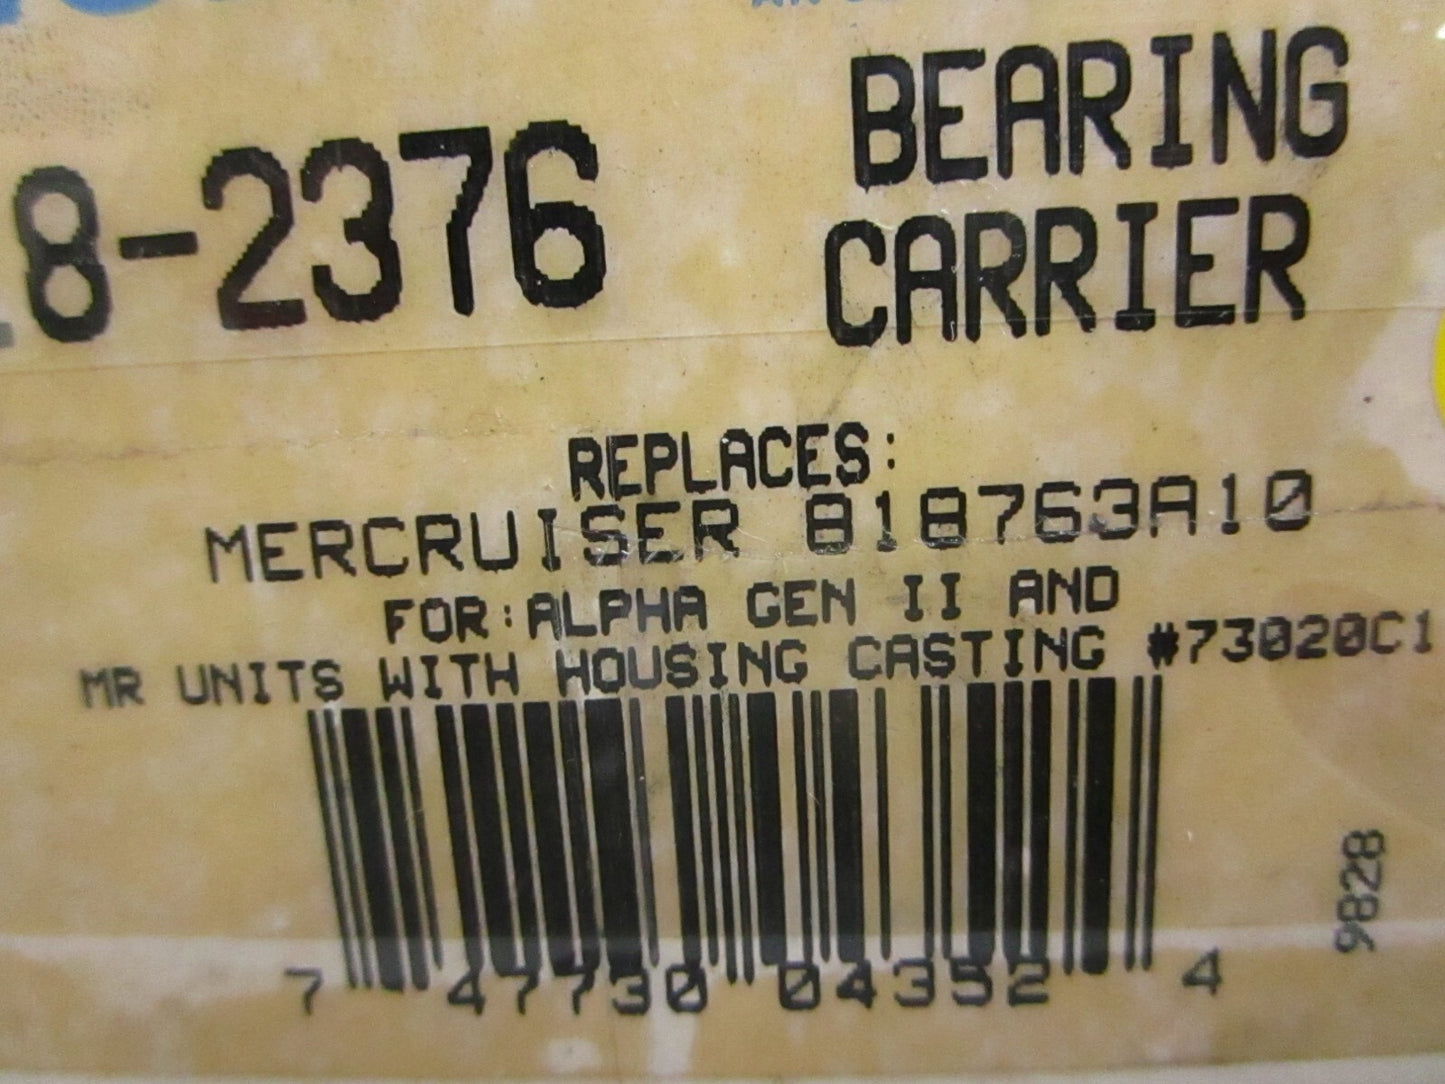 18-2376
BEARING
CARRIER
REPLACES:
MERCRUISER 818763A10
FOR:ALPHA GEN II AND
MR UNITS WITH HOUSING CASTING #73020C1
7 47730 04352 4
9828